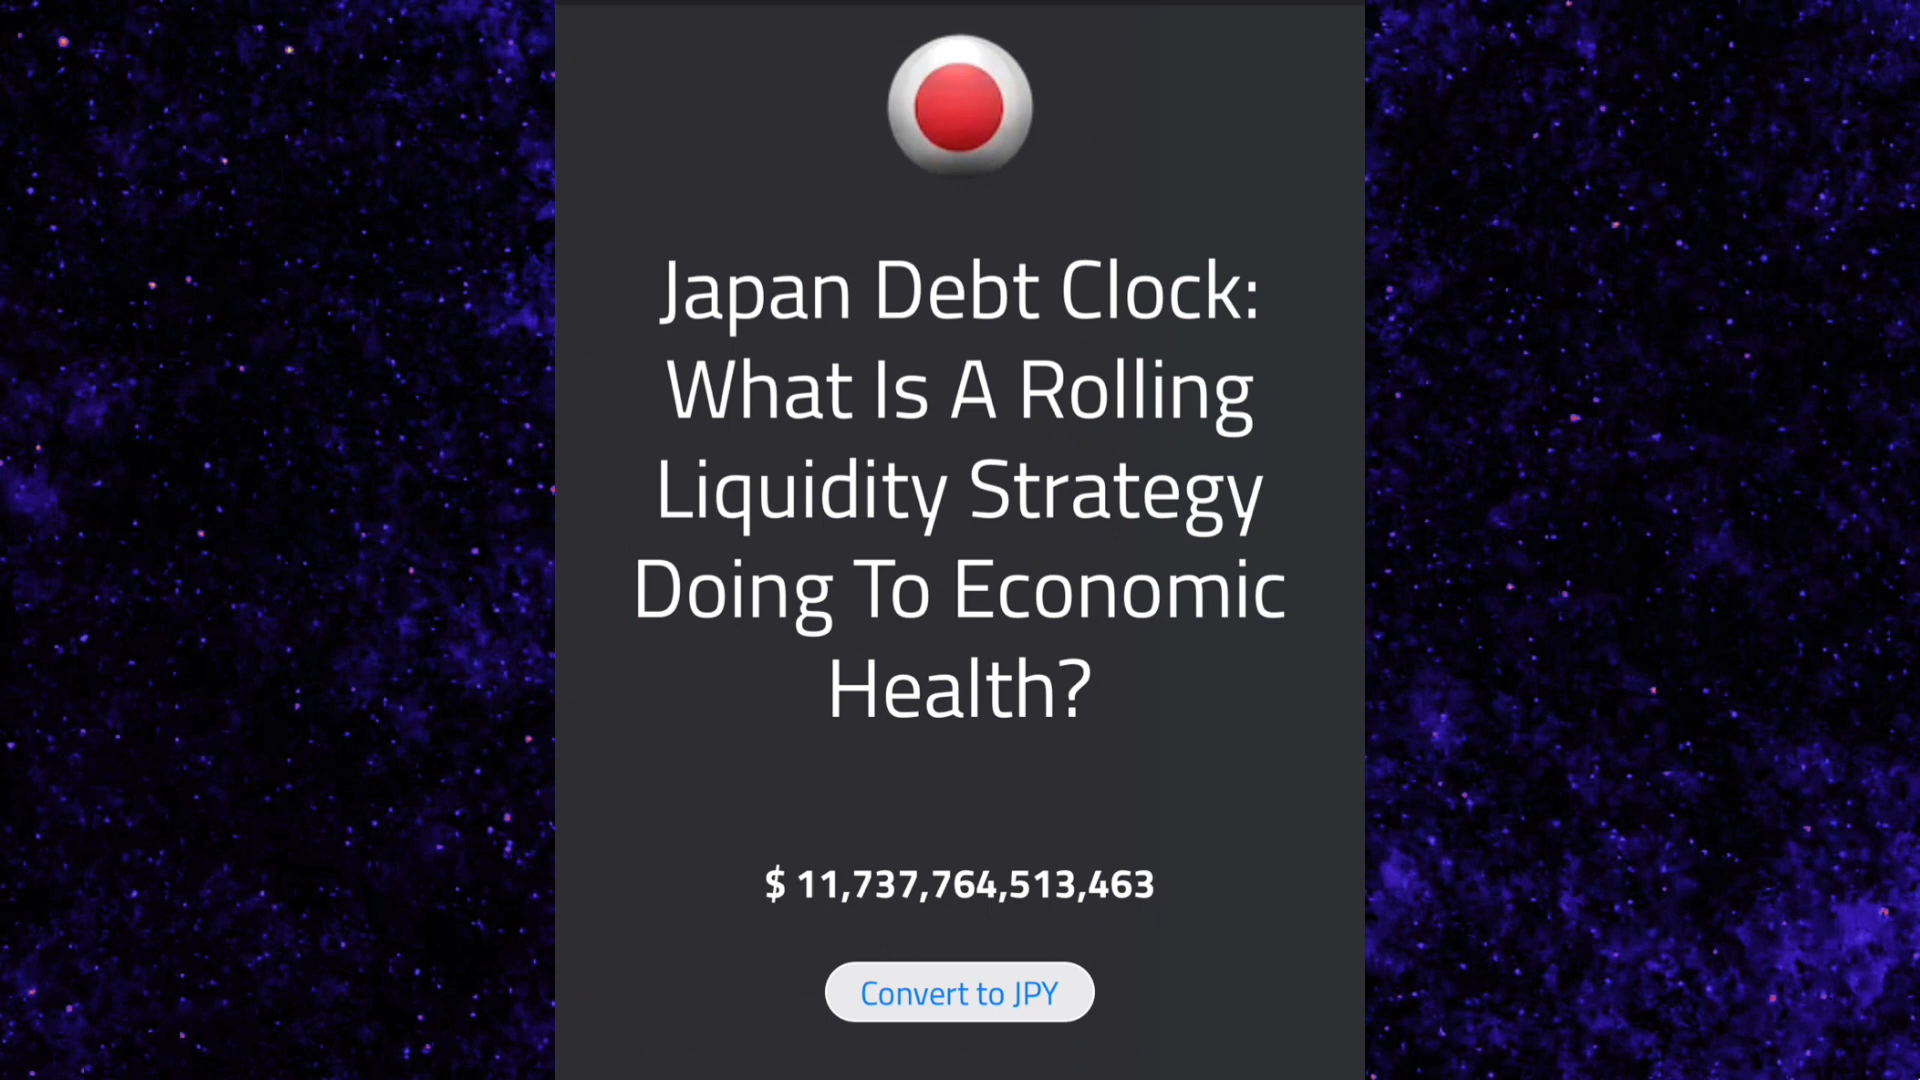 Japan Debt Clock:
What Is A Rolling
Liquidity Strategy
Doing To Economic
Health?
$ 11,737,764,513,463
Convert to JPY